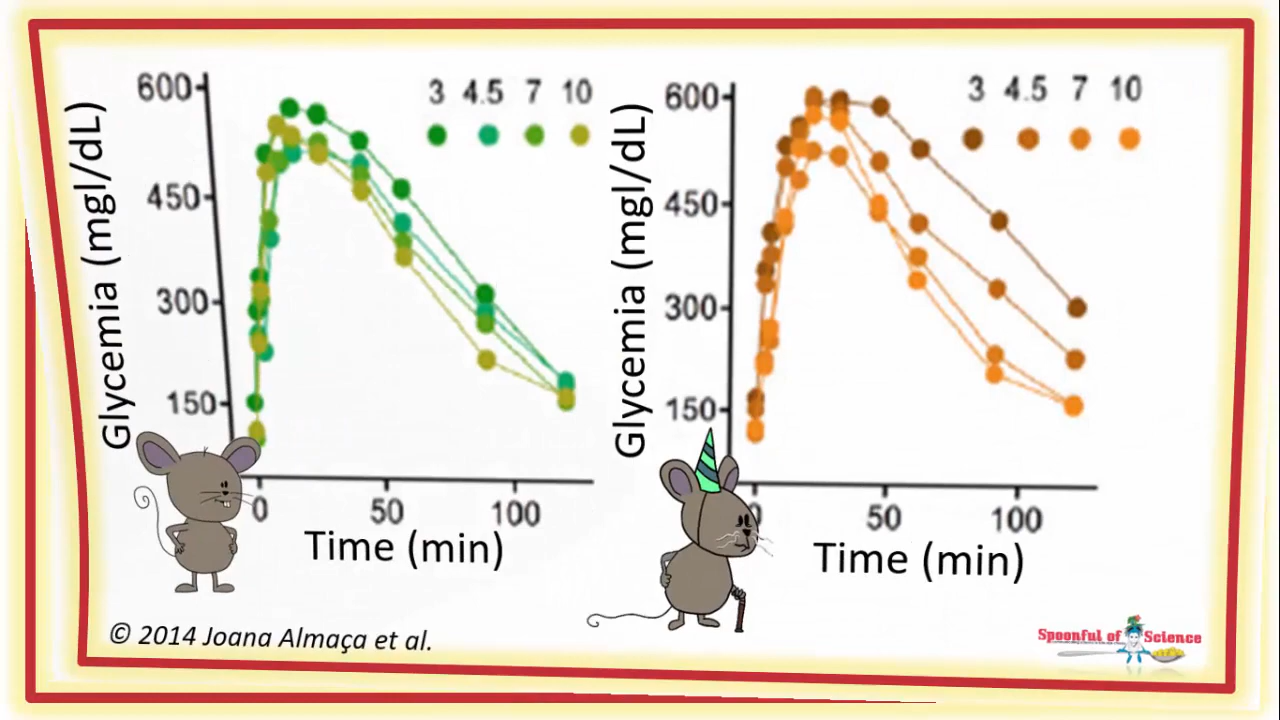 Glycemia (mgl/dL)
600
450
300
150
3 4.5 7 10
0 50 100
Time (min)
Glycemia (mgl/dL)
600
450
300
150
3 4.5 7 10
0 50 100
Time (min)
© 2014 Joana Almaça et al.
Spoonful of Science